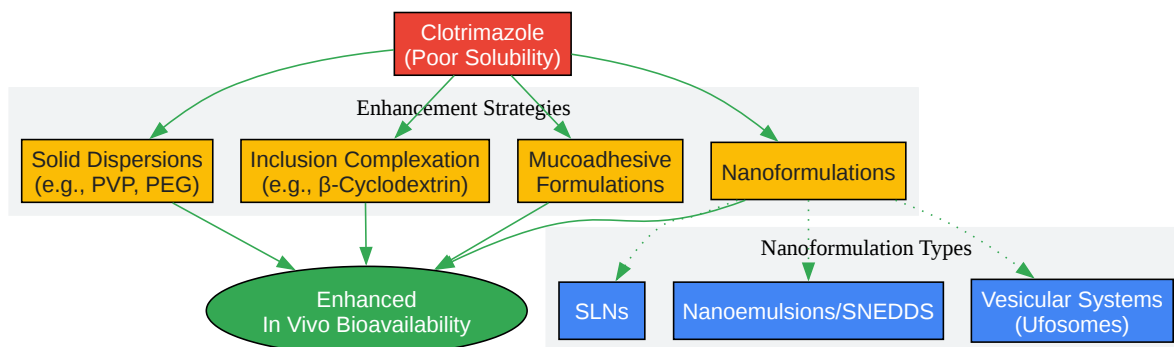 Clotrimazole
(Poor Solubility)
Enhancement Strategies
Solid Dispersions
(e.g., PVP, PEG)
Inclusion Complexation
(e.g., β-Cyclodextrin)
Mucoadhesive
Formulations
Nanoformulations
Nanoformulation Types
Enhanced
In Vivo Bioavailability
SLNs
Nanoemulsions/SNEDDS
Vesicular Systems
(Ufosomes)